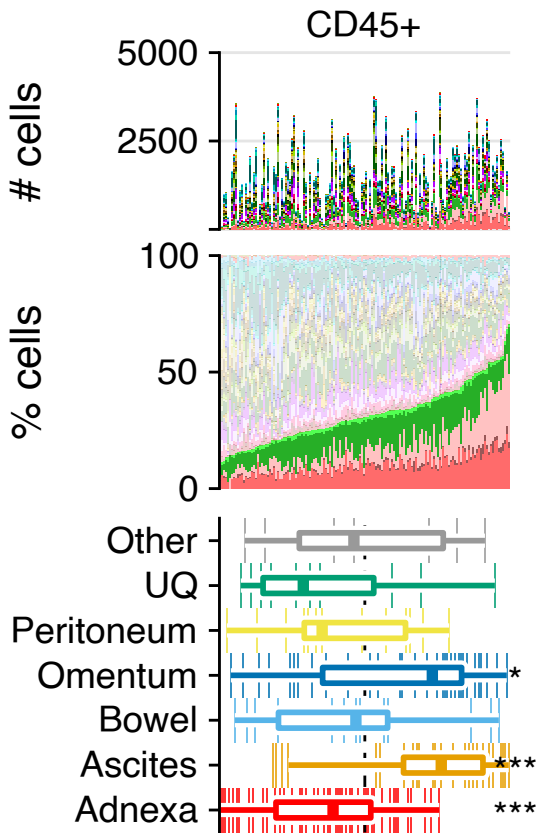 CD45+
5000
2500
# cells
100
50
0
% cells
Other
UQ
Peritoneum
Omentum *
Bowel
Ascites ***
Adnexa ***